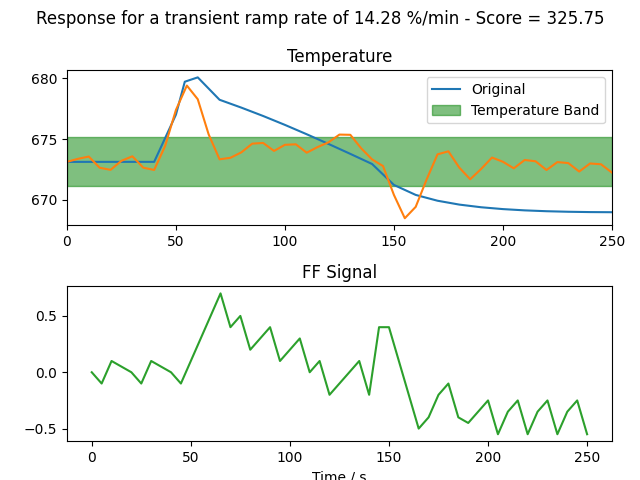 Response for a transient ramp rate of 14.28 %/min - Score = 325.75
Temperature
680
675
670
Original
Temperature Band
0 50 100 150 200 250
FF Signal
0.5
0.0
−0.5
0 50 100 150 200 250
Time / s